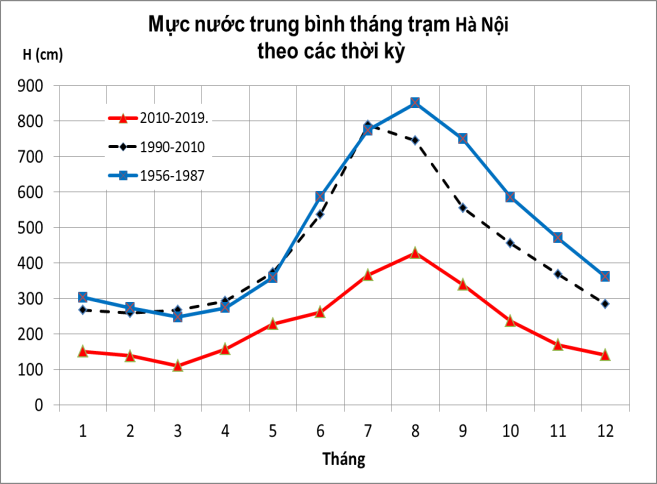 Mực nước trung bình tháng trạm Hà Nội
theo các thời kỳ
H (cm)
900
800
700
600
500
400
300
200
100
0
2010-2019.
1990-2010
1956-1987
1 2 3 4 5 6 7 8 9 10 11 12
Tháng